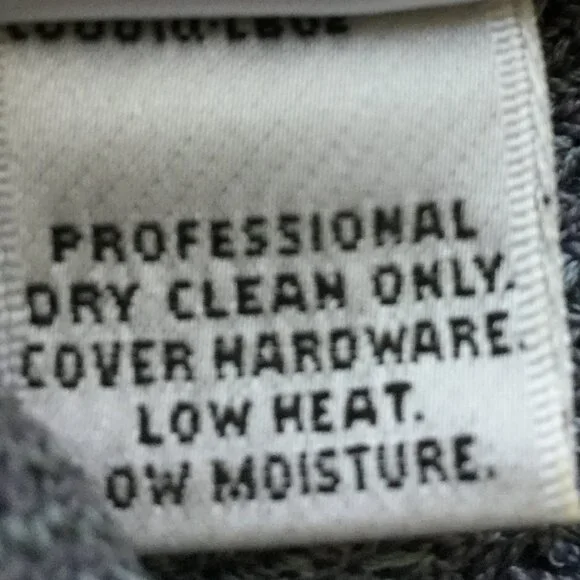 PROFESSIONAL
DRY CLEAN ONLY.
COVER HARDWARE.
LOW HEAT.
OW MOISTURE.